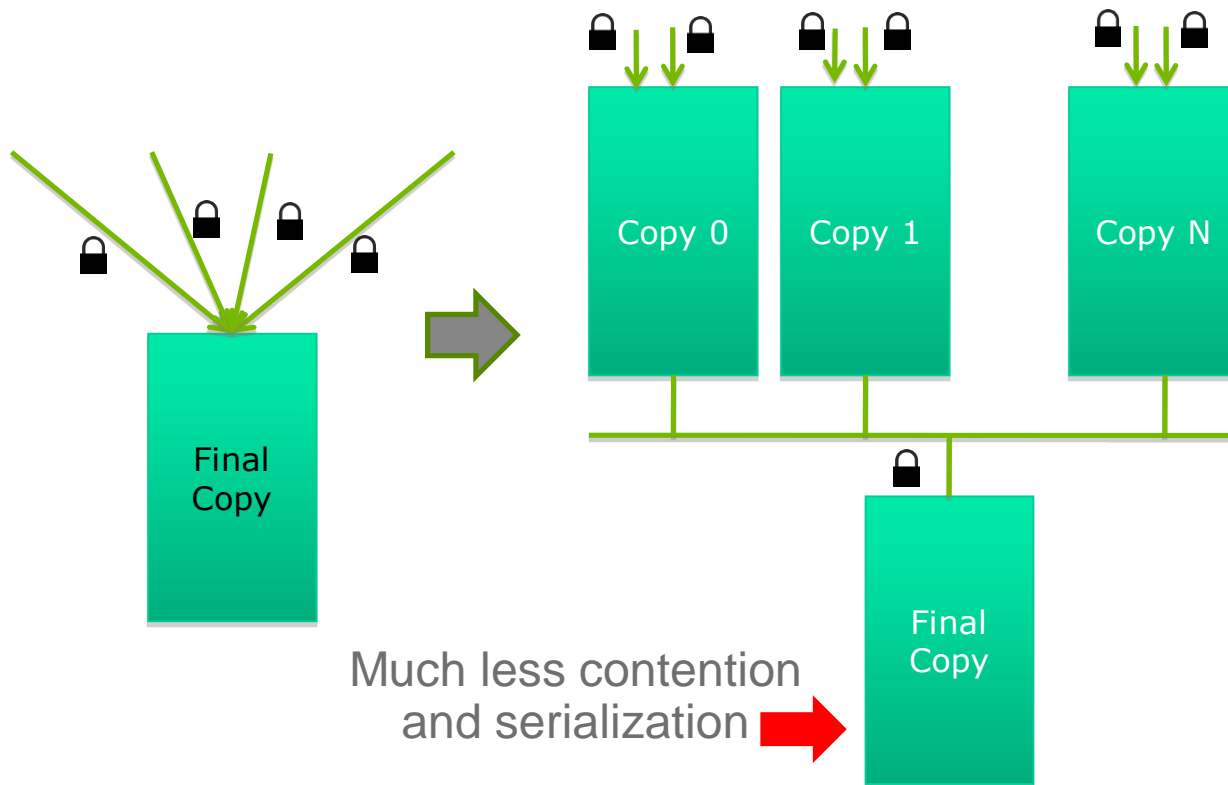 Copy 0
Copy 1
Copy N
Final
Copy
Final
Copy
Much less contention
and serialization